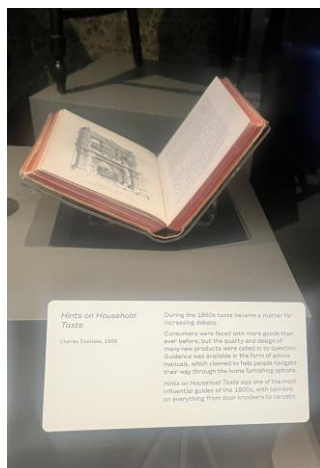 Hints on Household
Taste
Charles Eastlake, 1868
During the 1860s taste became a matter for
increasing debate.
Consumers were faced with more goods than
ever before, but the quality and design of
many new products were called in to question.
Guidance was available in the form of advice
manuals, which claimed to help people navigate
their way through the home furnishing options.
Hints on Household Taste was one of the most
influential guides of the 1800s, with opinions
on everything from door knockers to carpets.